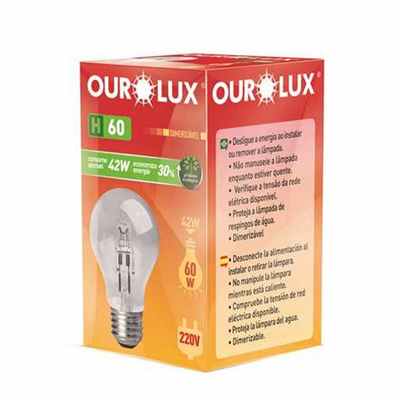 OUROLUX
H 60
DIMERIZÁVEL
42W
economiza energia 30%
42W
60
W
220V
OUROLUX®
• Desligue a energia ao instalar
ou remover a lâmpada.
• Não manuseie a lâmpada
enquanto estiver quente.
• Verifique a tensão da rede
elétrica disponível.
• Proteja a lâmpada de
respingos de água.
• Dimerizável
• Desconecte la alimentación al
instalar o retirar la lámpara.
• No manipule la lámpara
mientras está caliente.
• Compruebe la tensión de red
eléctrica disponible.
• Proteja la lámpara del agua.
• Dimerizable.